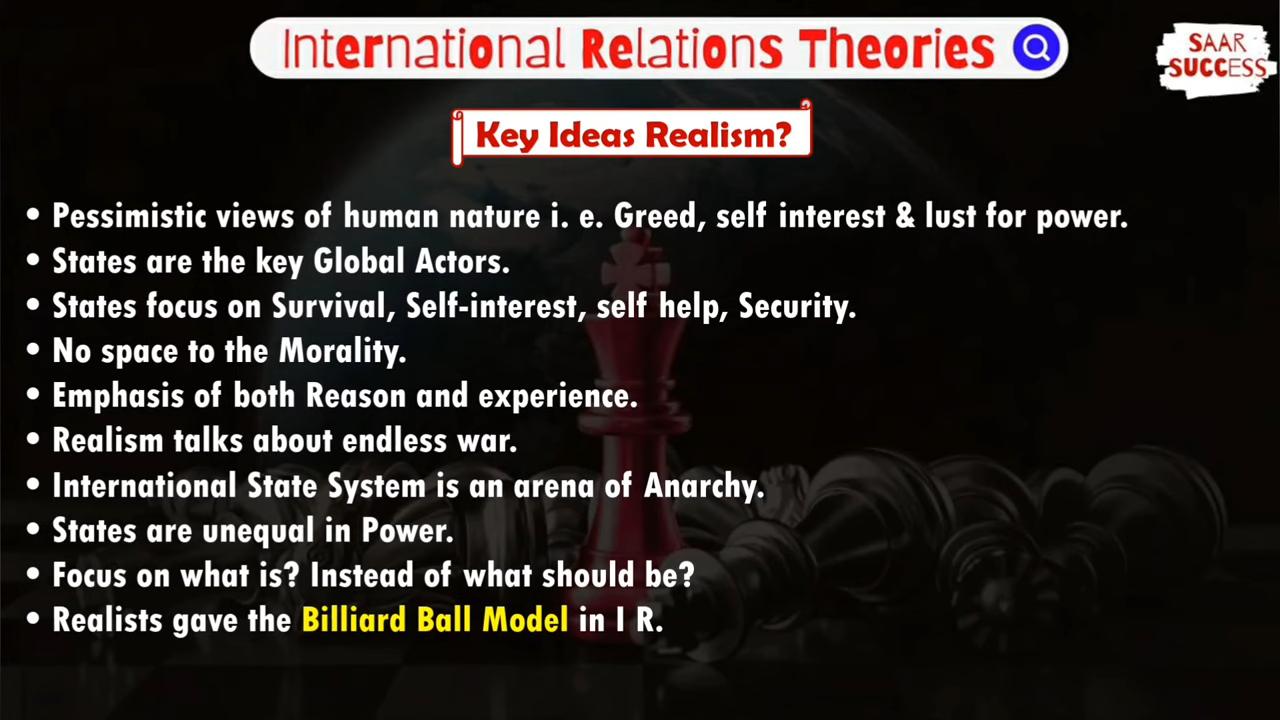 International Relations Theories
SAAR
SUCCESS
Key Ideas Realism?
• Pessimistic views of human nature i. e. Greed, self interest & lust for power.
• States are the key Global Actors.
• States focus on Survival, Self-interest, self help, Security.
• No space to the Morality.
• Emphasis of both Reason and experience.
• Realism talks about endless war.
• International State System is an arena of Anarchy.
• States are unequal in Power.
• Focus on what is? Instead of what should be?
• Realists gave the Billiard Ball Model in I R.